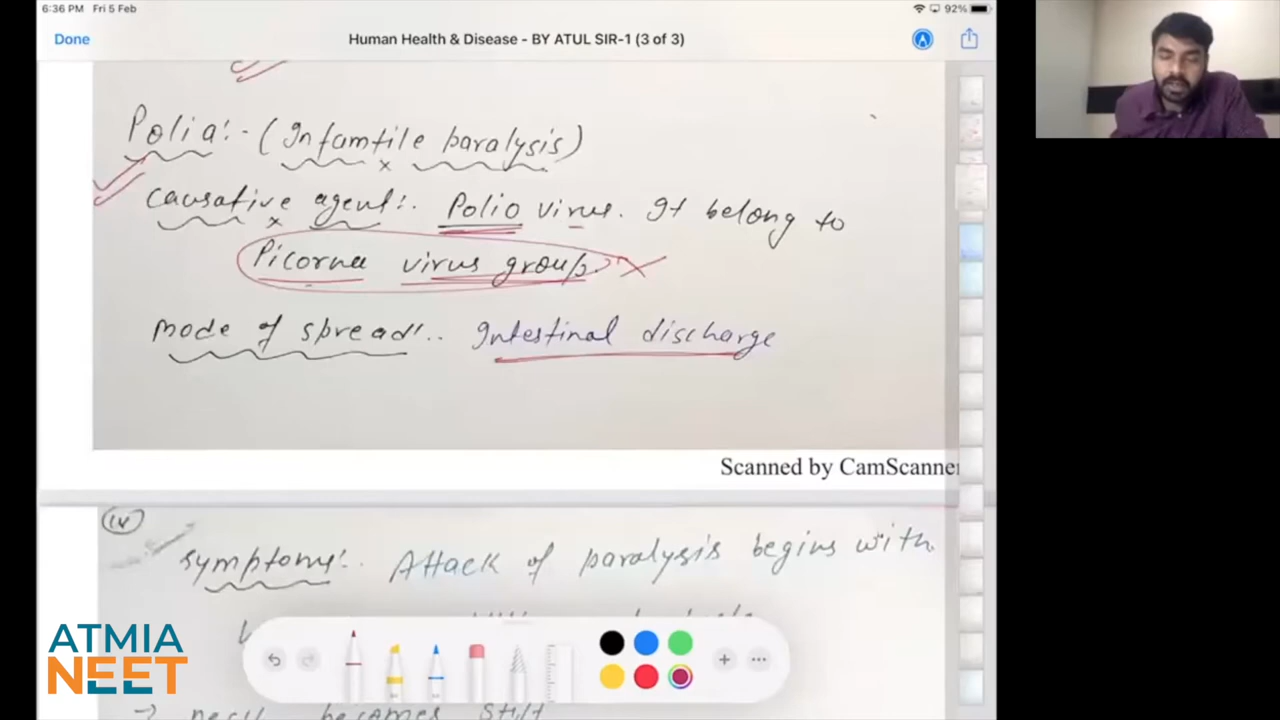 6:36 PM Fri 5 Feb
92%
Done
Human Health & Disease - BY ATUL SIR-1 (3 of 3)
Polio:- (Infamtile paralysis)
Causative agent:. Polio virus. It belong to
Picorna virus group.
Mode of spread:.. Intestinal discharge
Scanned by CamScanner
(iv)
Symptoms:. Attack of paralysis begins with
→ neck becomes stiff
ATMIA
NEET